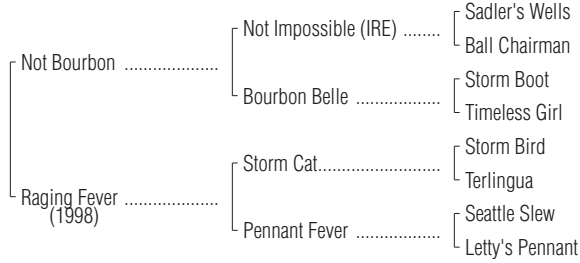 Sadler's Wells
Not Impossible (IRE) ........
Ball Chairman
Not Bourbon ....................
Storm Boot
Bourbon Belle ..................
Timeless Girl
Storm Bird
Storm Cat..........................
Terlingua
Raging Fever ....................
(1998)
Seattle Slew
Pennant Fever ..................
Letty's Pennant